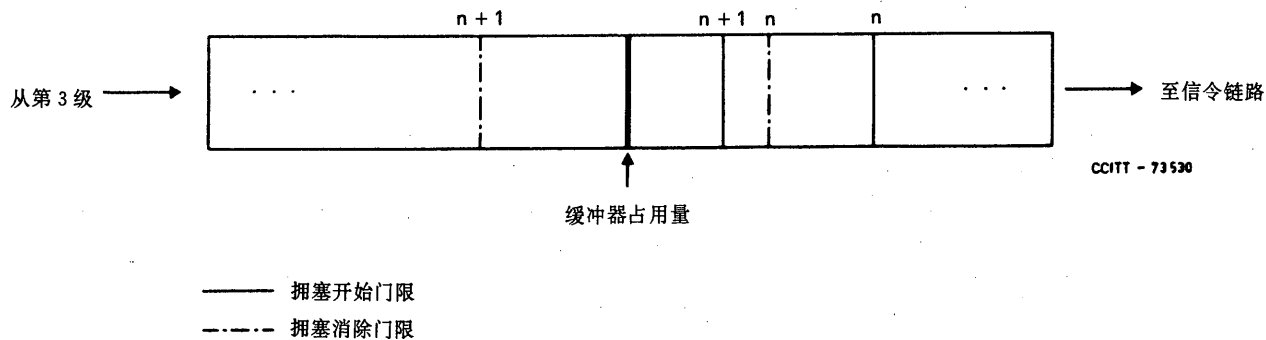 n + 1
n + 1
n
n
从第 3 级
· · ·
· · ·
至信令链路
CCITT - 73530
缓冲器占用量
拥塞开始门限
拥塞消除门限